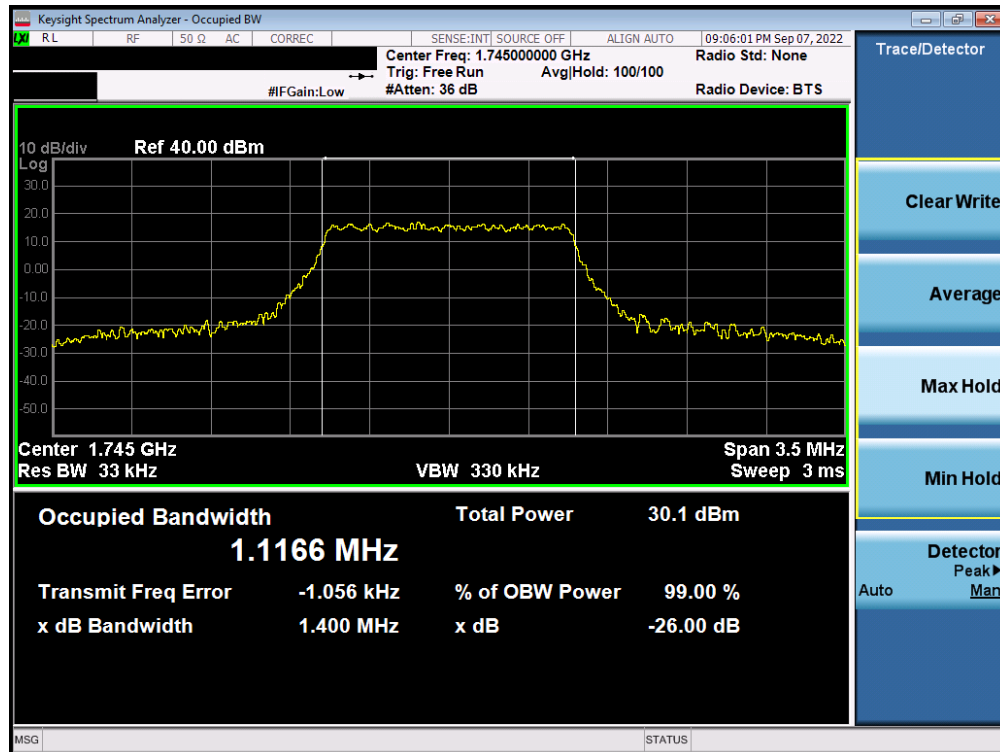 Keysight Spectrum Analyzer - Occupied BW
LXI RL RF 50 Ω AC CORREC SENSE:INT SOURCE OFF ALIGN AUTO 09:06:01 PM Sep 07, 2022
Center Freq: 1.745000000 GHz Radio Std: None
Trig: Free Run Avg|Hold: 100/100
#IFGain:Low #Atten: 36 dB Radio Device: BTS
Trace/Detector
10 dB/div Ref 40.00 dBm
Log
30.0
20.0
10.0
0.00
-10.0
-20.0
-30.0
-40.0
-50.0
Center 1.745 GHz Span 3.5 MHz
Res BW 33 kHz VBW 330 kHz Sweep 3 ms
Occupied Bandwidth Total Power 30.1 dBm
1.1166 MHz
Transmit Freq Error -1.056 kHz % of OBW Power 99.00 %
x dB Bandwidth 1.400 MHz x dB -26.00 dB
Clear Write
Average
Max Hold
Min Hold
Detector
Peak▶
Auto Man
MSG STATUS